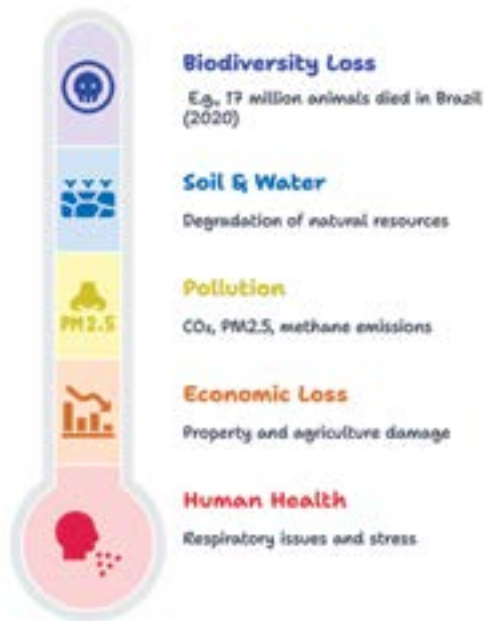 Biodiversity Loss
E.g., 17 million animals died in Brazil
(2020)
Soil & Water
Degradation of natural resources
Pollution
PM2.5
CO₂, PM2.5, methane emissions
Economic Loss
Property and agriculture damage
Human Health
Respiratory issues and stress